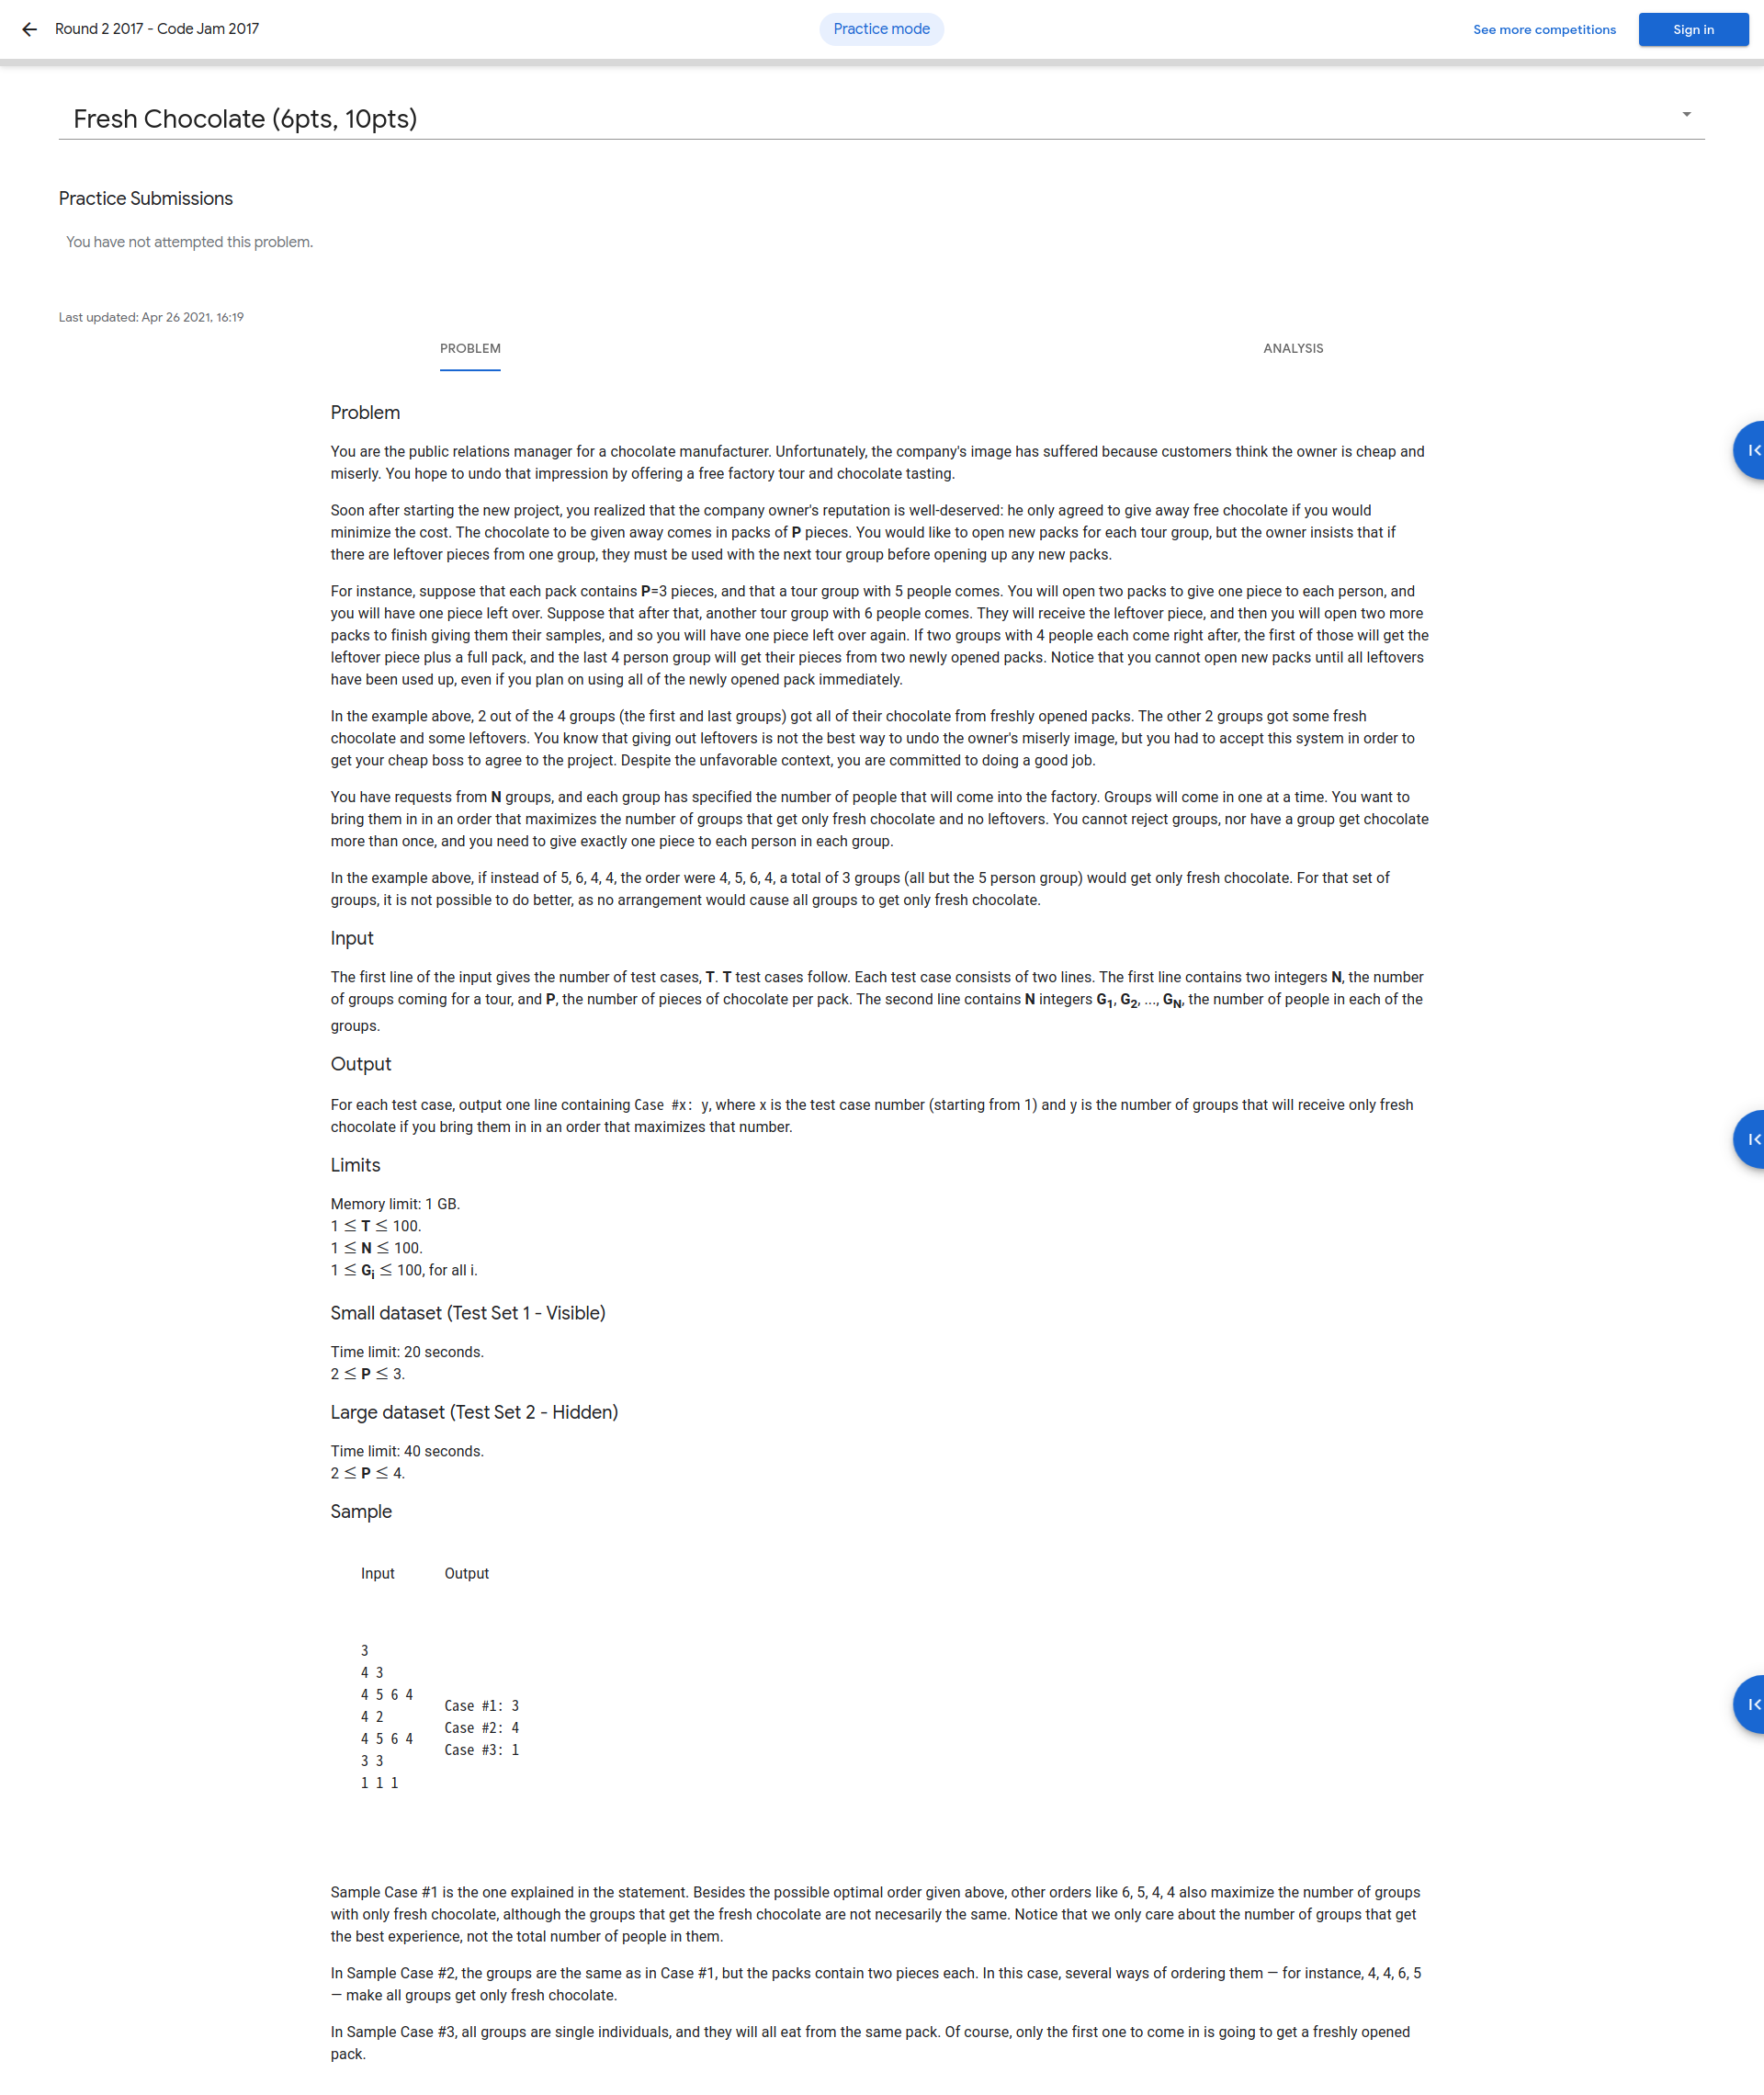 Round 2 2017 - Code Jam 2017
Practice mode
See more competitions
Sign in
Fresh Chocolate (6pts, 10pts)
Practice Submissions
You have not attempted this problem.
Last updated: Apr 26 2021, 16:19
PROBLEM
ANALYSIS
Problem
You are the public relations manager for a chocolate manufacturer. Unfortunately, the company's image has suffered because customers think the owner is cheap and
miserly. You hope to undo that impression by offering a free factory tour and chocolate tasting.
Soon after starting the new project, you realized that the company owner's reputation is well-deserved: he only agreed to give away free chocolate if you would
minimize the cost. The chocolate to be given away comes in packs of P pieces. You would like to open new packs for each tour group, but the owner insists that if
there are leftover pieces from one group, they must be used with the next tour group before opening up any new packs.
For instance, suppose that each pack contains P=3 pieces, and that a tour group with 5 people comes. You will open two packs to give one piece to each person, and
you will have one piece left over. Suppose that after that, another tour group with 6 people comes. They will receive the leftover piece, and then you will open two more
packs to finish giving them their samples, and so you will have one piece left over again. If two groups with 4 people each come right after, the first of those will get the
leftover piece plus a full pack, and the last 4 person group will get their pieces from two newly opened packs. Notice that you cannot open new packs until all leftovers
have been used up, even if you plan on using all of the newly opened pack immediately.
In the example above, 2 out of the 4 groups (the first and last groups) got all of their chocolate from freshly opened packs. The other 2 groups got some fresh
chocolate and some leftovers. You know that giving out leftovers is not the best way to undo the owner's miserly image, but you had to accept this system in order to
get your cheap boss to agree to the project. Despite the unfavorable context, you are committed to doing a good job.
You have requests from N groups, and each group has specified the number of people that will come into the factory. Groups will come in one at a time. You want to
bring them in in an order that maximizes the number of groups that get only fresh chocolate and no leftovers. You cannot reject groups, nor have a group get chocolate
more than once, and you need to give exactly one piece to each person in each group.
In the example above, if instead of 5, 6, 4, 4, the order were 4, 5, 6, 4, a total of 3 groups (all but the 5 person group) would get only fresh chocolate. For that set of
groups, it is not possible to do better, as no arrangement would cause all groups to get only fresh chocolate.
Input
The first line of the input gives the number of test cases, T. T test cases follow. Each test case consists of two lines. The first line contains two integers N, the number
of groups coming for a tour, and P, the number of pieces of chocolate per pack. The second line contains N integers G1, G2, ..., GN, the number of people in each of the
groups.
Output
For each test case, output one line containing Case #x: y, where x is the test case number (starting from 1) and y is the number of groups that will receive only fresh
chocolate if you bring them in in an order that maximizes that number.
Limits
Memory limit: 1 GB.
1 ≤ T ≤ 100.
1 ≤ N ≤ 100.
1 ≤ Gi ≤ 100, for all i.
Small dataset (Test Set 1 - Visible)
Time limit: 20 seconds.
2 ≤ P ≤ 3.
Large dataset (Test Set 2 - Hidden)
Time limit: 40 seconds.
2 ≤ P ≤ 4.
Sample
Input
Output
3
4 3
4 5 6 4
4 2
4 5 6 4
3 3
1 1 1
Case #1: 3
Case #2: 4
Case #3: 1
Sample Case #1 is the one explained in the statement. Besides the possible optimal order given above, other orders like 6, 5, 4, 4 also maximize the number of groups
with only fresh chocolate, although the groups that get the fresh chocolate are not necesarily the same. Notice that we only care about the number of groups that get
the best experience, not the total number of people in them.
In Sample Case #2, the groups are the same as in Case #1, but the packs contain two pieces each. In this case, several ways of ordering them — for instance, 4, 4, 6, 5
— make all groups get only fresh chocolate.
In Sample Case #3, all groups are single individuals, and they will all eat from the same pack. Of course, only the first one to come in is going to get a freshly opened
pack.